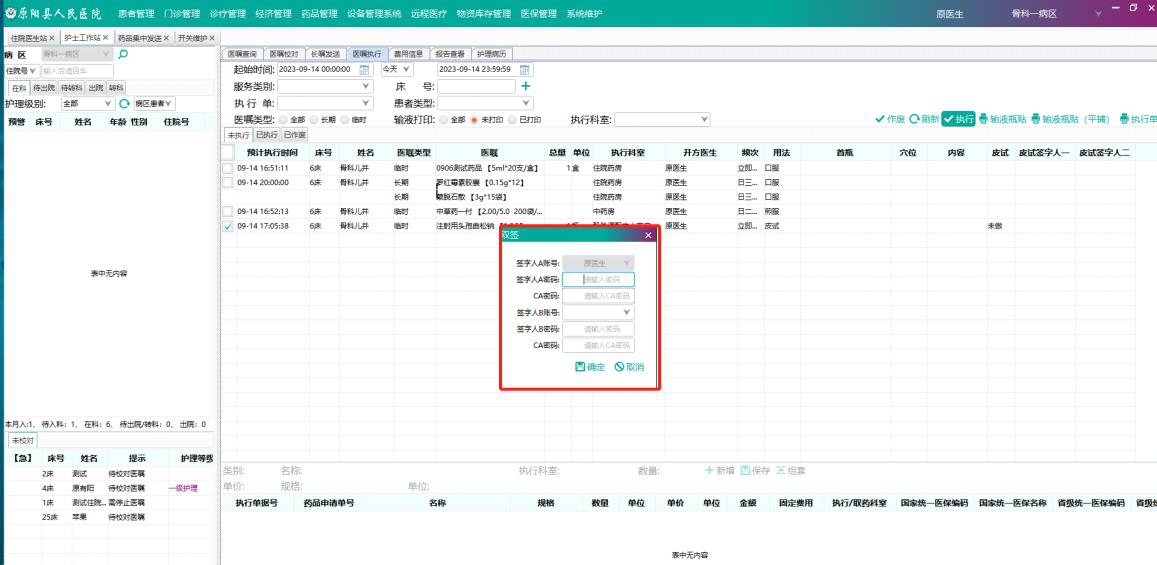 原阳县人民医院 患者管理 门诊管理 诊疗管理 经济管理 药品管理 设备管理系统 远程医疗 物资库存管理 医保管理 系统维护 原医生 骨科一病区
住院医生站 × 护士工作站 × 药品集中发送 × 开关维护 ×
病 区 骨科一病区
住院号 输入后请回车
在科 待出院 待转科 出院 转科
护理级别: 全部 病区患者
预警 床号 姓名 年龄 性别 住院号
表中无内容
本月入:1、 待入科: 1、 在科: 6、 待出院/转科: 0、 出院: 0
未校对
【急】 床号 姓名 提示 护理等级
2床 测试 待校对医嘱
4床 原有阳 待校对医嘱 一级护理
1床 测试住院... 需停止医嘱
25床 苹果 待校对医嘱
医嘱查询 医嘱校对 长嘱发送 医嘱执行 费用信息 报告查看 护理病历
起始时间: 2023-09-14 00:00:00 今天 2023-09-14 23:59:59
服务类别: 床 号:
执 行 单: 患者类型:
医嘱类型: 全部 长期 临时 输液打印: 全部 未打印 已打印 执行科室: 作废 刷新 执行 输液瓶贴 输液瓶贴（平铺） 执行单
未执行 已执行 已作废
预计执行时间 床号 姓名 医嘱类型 医嘱 总量 单位 执行科室 开方医生 频次 用法 首瓶 穴位 内容 皮试 皮试签字人一 皮试签字人二
09-14 16:51:11 6床 骨科儿并 临时 0906测试药品 【5ml*20支/盒】 1 盒 住院药房 原医生 立即... 口服
09-14 20:00:00 6床 骨科儿并 长期 罗红霉素胶囊 【0.15g*12】 住院药房 原医生 日三... 口服
长期 蒙脱石散 【3g*15袋】 住院药房 原医生 日三... 口服
09-14 16:52:13 6床 骨科儿并 临时 中草药一付 【2.00/5.0 200袋/... 中药房 原医生 日二... 煎服
09-14 17:05:38 6床 骨科儿并 临时 注射用头孢曲松钠 原医生 立即... 皮试 未做
双签 ×
签字人A账号: 原医生
签字人A密码: 请输入密码
CA密码: 请输入CA密码
签字人B账号:
签字人B密码: 请输入密码
CA密码: 请输入CA密码
确定 取消
类别: 名称: 执行科室: 数量: 新增 保存 组套
单价: 规格: 单位:
执行单据号 药品申请单号 名称 规格 数量 单位 单价 单位 金额 固定费用 执行/取药科室 国家统一医保编码 国家统一医保名称 省级统一医保编码 省级
表中无内容